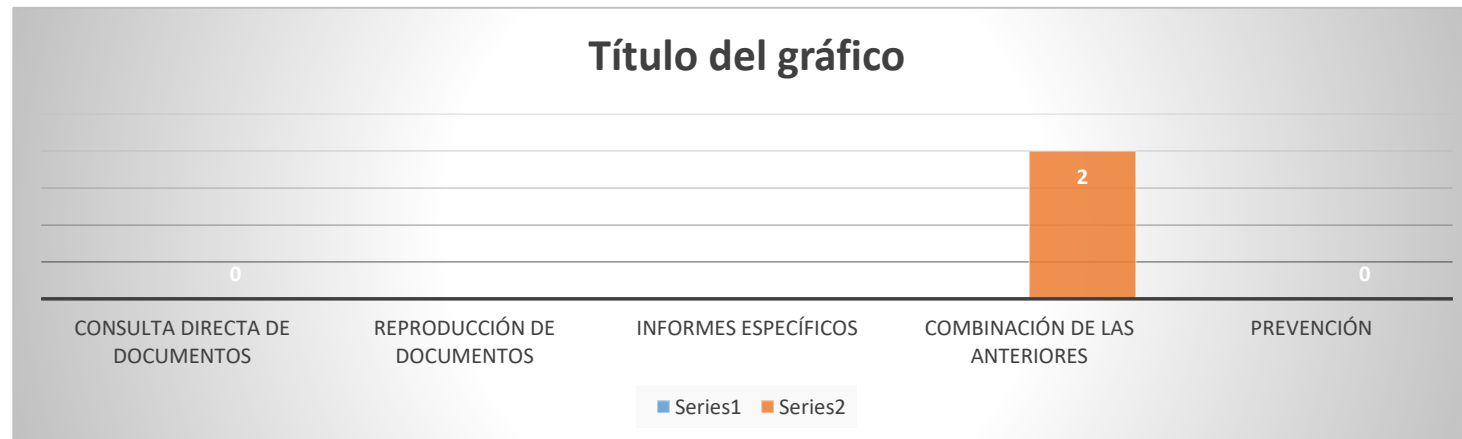 Título del gráfico
2
0
0
CONSULTA DIRECTA DE
DOCUMENTOS
REPRODUCCIÓN DE
DOCUMENTOS
INFORMES ESPECÍFICOS
COMBINACIÓN DE LAS
ANTERIORES
PREVENCIÓN
Series1
Series2